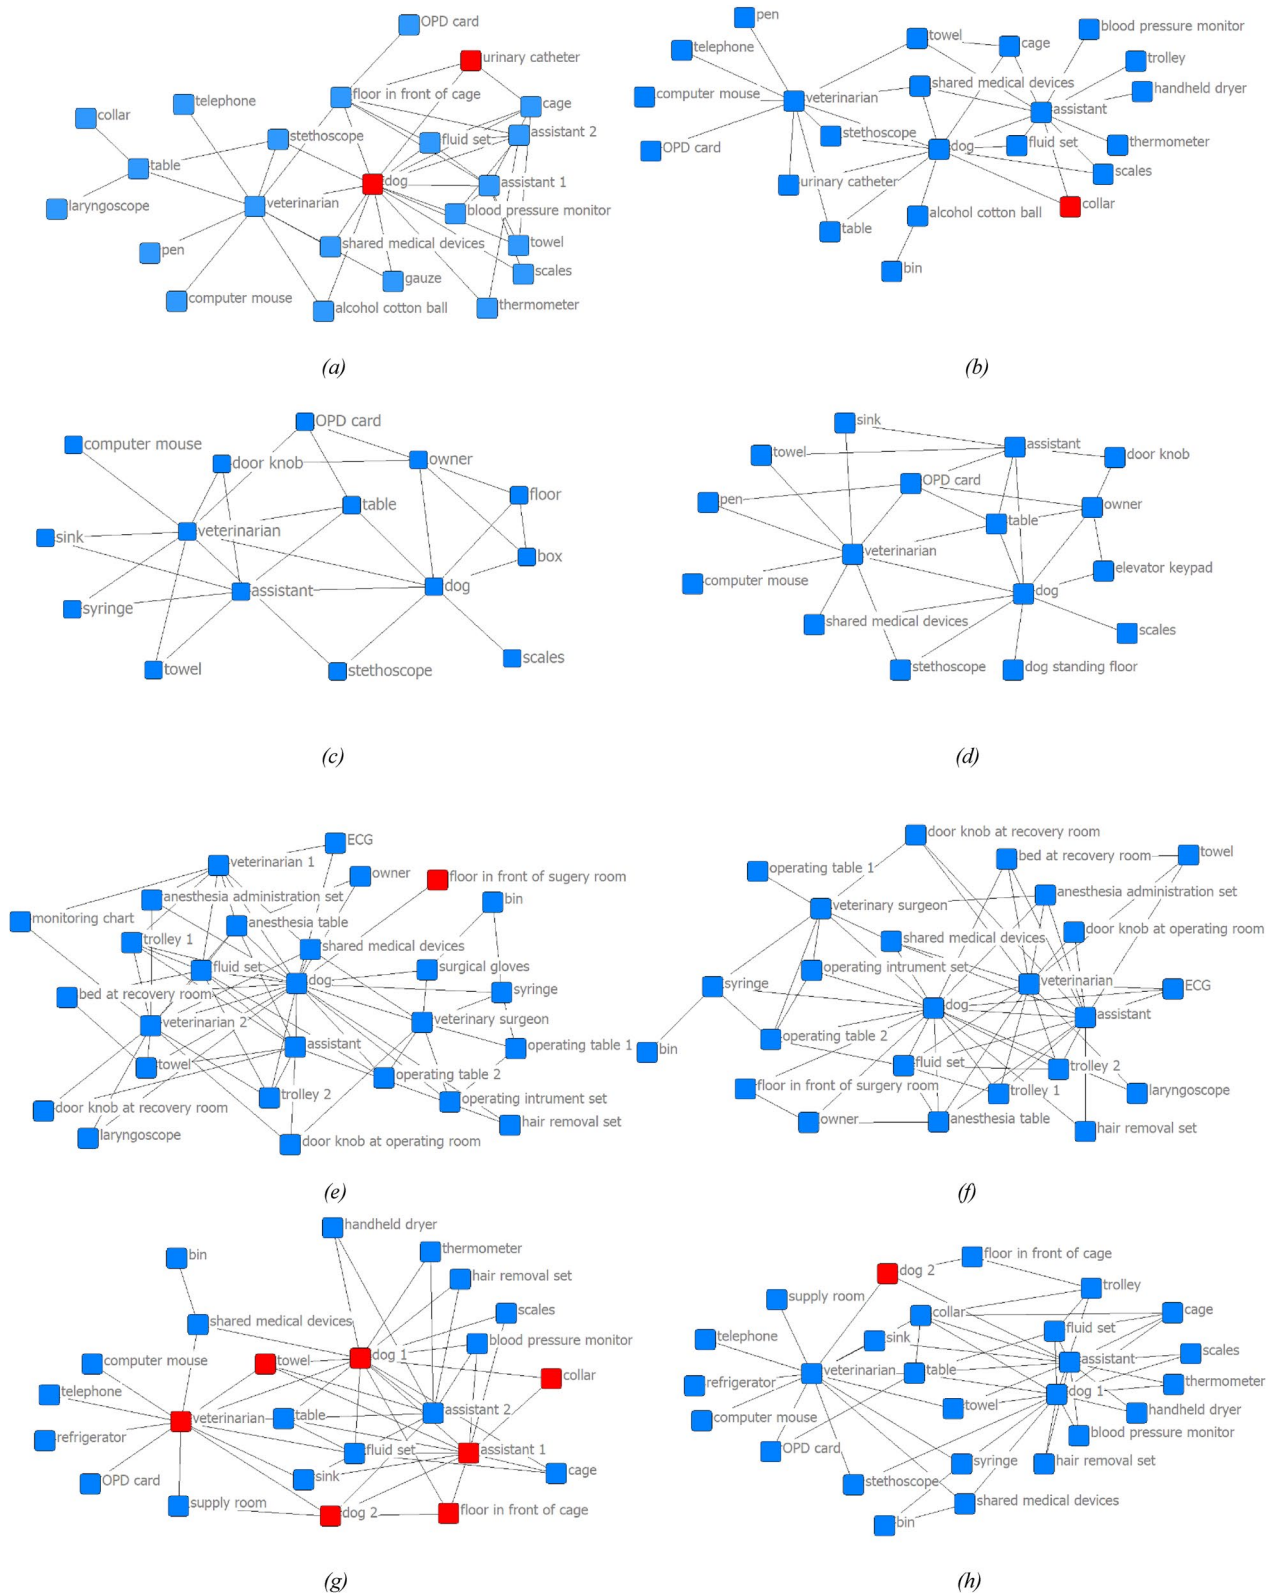 OPD card
urinary catheter
floor in front of cage
cage
telephone
collar
stethoscope
fluid set
assistant 2
table
dog
assistant 1
laryngoscope
veterinarian
blood pressure monitor
pen
shared medical devices
towel
gauze
scales
computer mouse
alcohol cotton ball
thermometer
(a)
pen
blood pressure monitor
towel
cage
telephone
trolley
shared medical devices
handheld dryer
computer mouse
veterinarian
assistant
stethoscope
fluid set
thermometer
OPD card
dog
scales
urinary catheter
collar
alcohol cotton ball
table
bin
(b)
OPD card
computer mouse
door knob
owner
floor
table
veterinarian
sink
box
assistant
dog
syringe
scales
towel
stethoscope
(c)
sink
assistant
towel
door knob
OPD card
pen
owner
table
veterinarian
elevator keypad
computer mouse
dog
shared medical devices
scales
stethoscope
dog standing floor
(d)
ECG
veterinarian 1
owner
floor in front of sugery room
anesthesia administration set
bin
monitoring chart
anesthesia table
trolley 1
shared medical devices
fluid set
surgical gloves
dog
syringe
bed at recovery room
veterinarian 2
veterinary surgeon
assistant
operating table 1
towel
operating table 2
trolley 2
operating intrument set
door knob at recovery room
hair removal set
laryngoscope
door knob at operating room
(e)
door knob at recovery room
bed at recovery room
towel
operating table 1
anesthesia administration set
veterinary surgeon
door knob at operating room
shared medical devices
operating intrument set
syringe
veterinarian
ECG
dog
assistant
operating table 2
bin
fluid set
trolley 2
floor in front of surgery room
trolley 1
laryngoscope
owner
anesthesia table
hair removal set
(f)
handheld dryer
bin
thermometer
hair removal set
scales
shared medical devices
blood pressure monitor
computer mouse
towel
dog 1
collar
telephone
table
assistant 2
veterinarian
refrigerator
fluid set
assistant 1
OPD card
sink
cage
supply room
dog 2
floor in front of cage
(g)
floor in front of cage
dog 2
trolley
supply room
collar
cage
fluid set
telephone
sink
assistant
scales
veterinarian
table
refrigerator
dog 1
thermometer
towel
handheld dryer
computer mouse
blood pressure monitor
OPD card
syringe
hair removal set
stethoscope
shared medical devices
bin
(h)